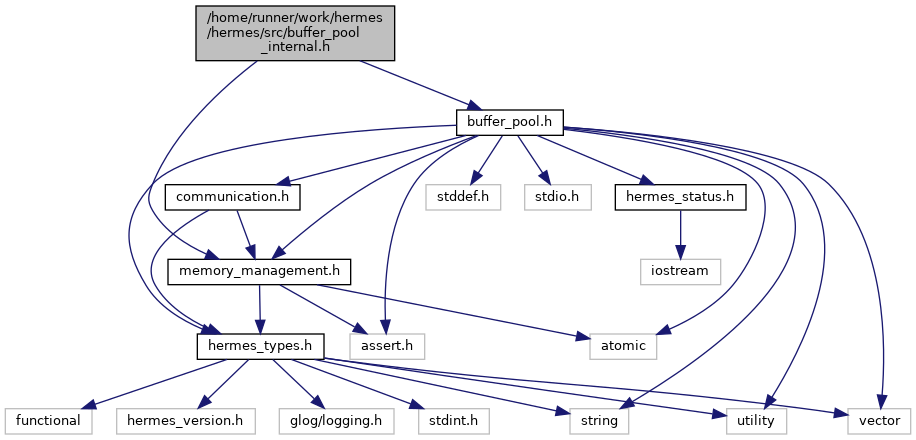 /home/runner/work/hermes
/hermes/src/buffer_pool
_internal.h
buffer_pool.h
communication.h
stddef.h
stdio.h
hermes_status.h
memory_management.h
iostream
hermes_types.h
assert.h
atomic
functional
hermes_version.h
glog/logging.h
stdint.h
string
utility
vector